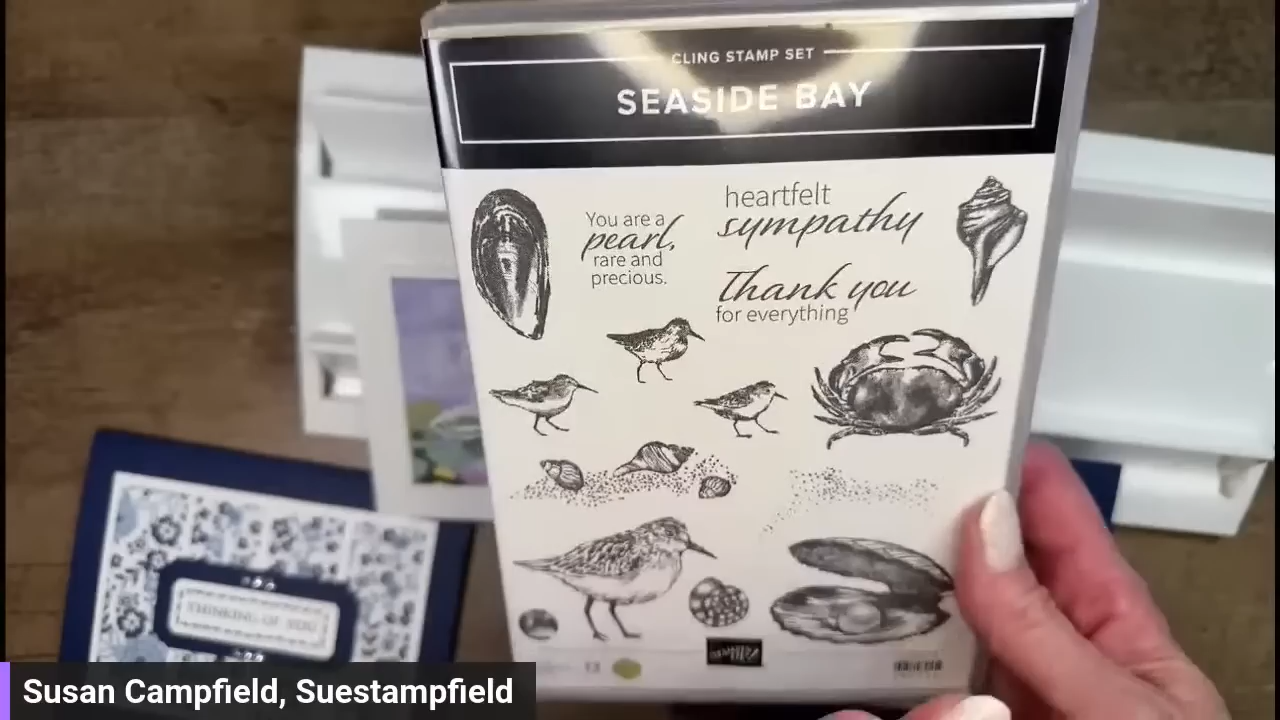 CLING STAMP SET
SEASIDE BAY
heartfelt
sympathy
You are a
pearl,
rare and
precious.
Thank you
for everything
THINKING OF YOU
Susan Campfield, Suestampfield